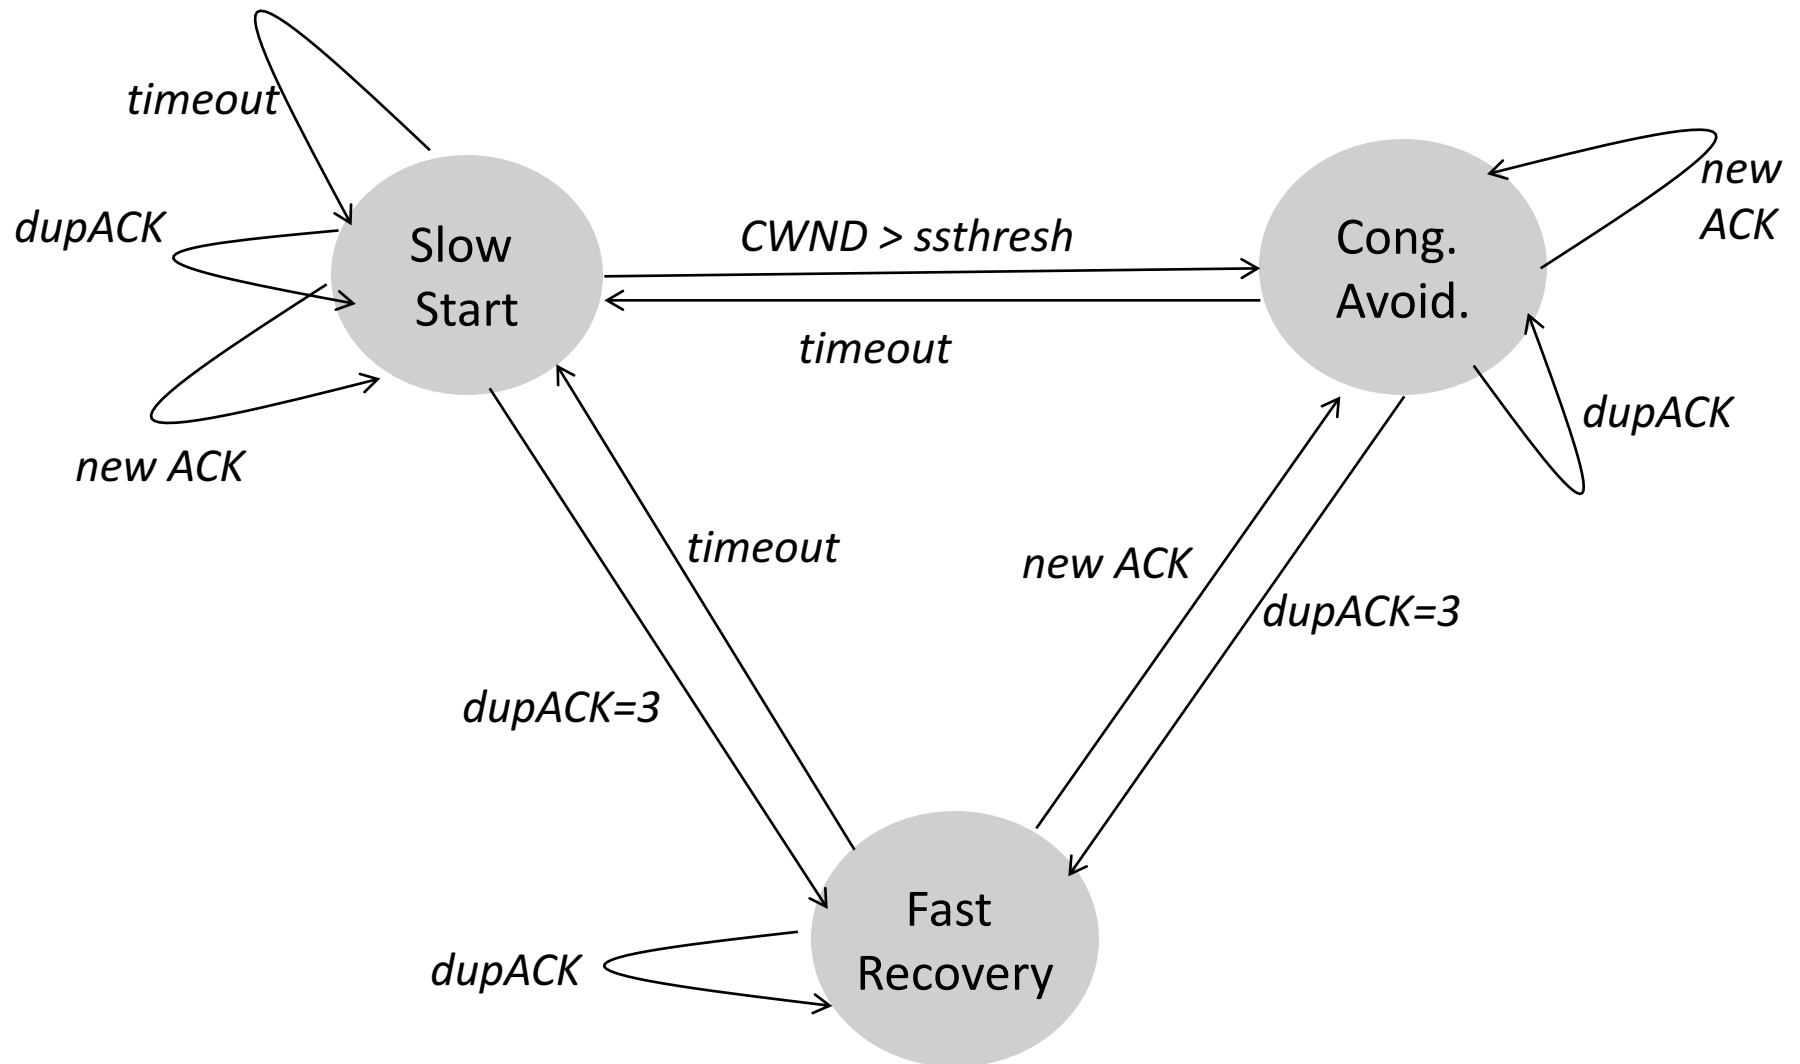 timeout
dupACK
Slow
Start
new ACK
CWND > ssthresh
timeout
Cong.
Avoid.
new
ACK
dupACK
timeout
new ACK
dupACK=3
dupACK=3
Fast
Recovery
dupACK